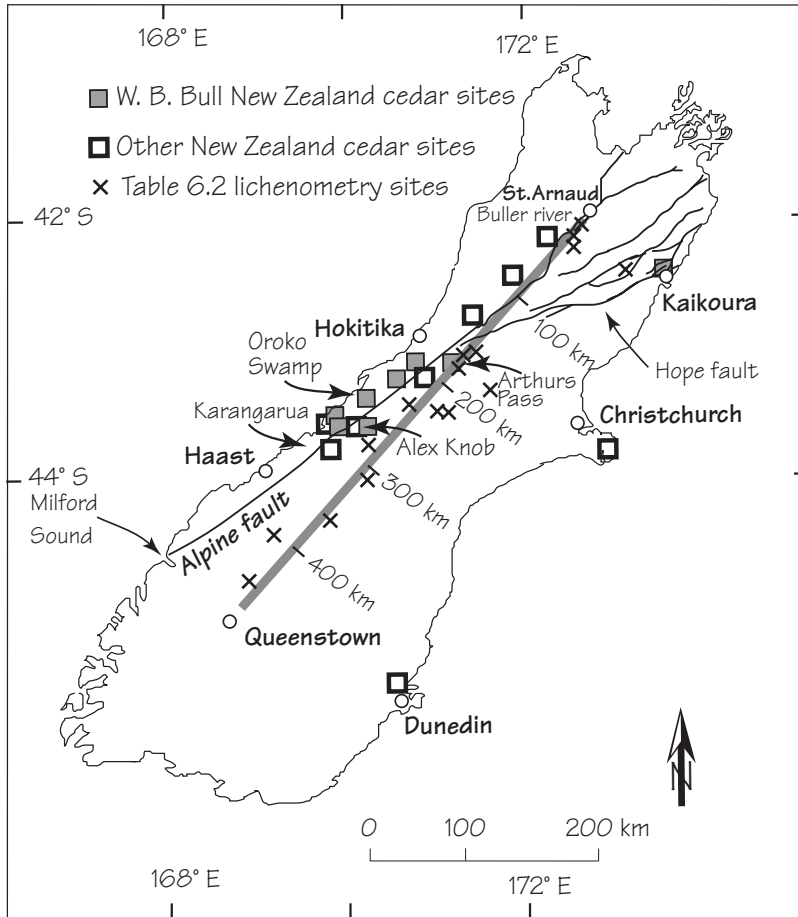 168° E
172° E
W. B. Bull New Zealand cedar sites
Other New Zealand cedar sites
Table 6.2 lichenometry sites
St.Arnaud
Buller river
42° S
Kaikoura
Hokitika
100 km
Hope fault
Oroko
Swamp
Arthurs
Pass
200 km
Karangarua
Christchurch
Alex Knob
Haast
44° S
300 km
Milford
Sound
Alpine fault
400 km
Queenstown
Dunedin
N
0 100 200 km
168° E
172° E